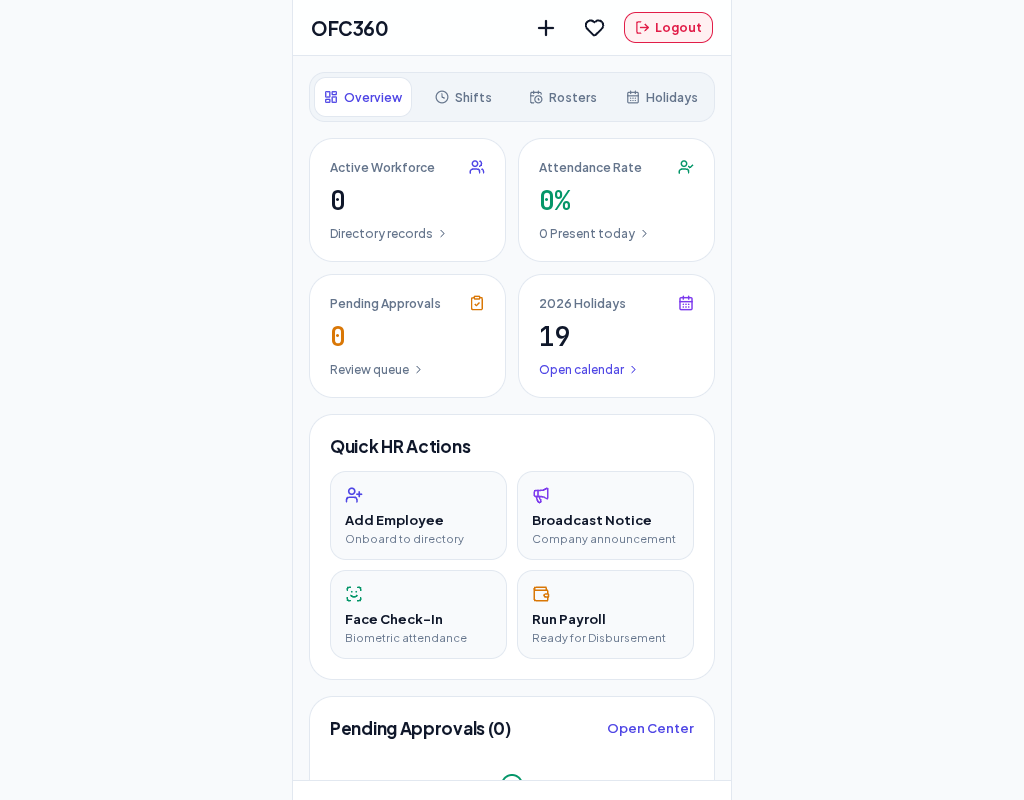 OFC360
Logout
Overview
Shifts
Rosters
Holidays
Active Workforce
0
Directory records
Attendance Rate
0%
0 Present today
Pending Approvals
0
Review queue
2026 Holidays
19
Open calendar
Quick HR Actions
Add Employee
Onboard to directory
Broadcast Notice
Company announcement
Face Check-In
Biometric attendance
Run Payroll
Ready for Disbursement
Pending Approvals (0)
Open Center